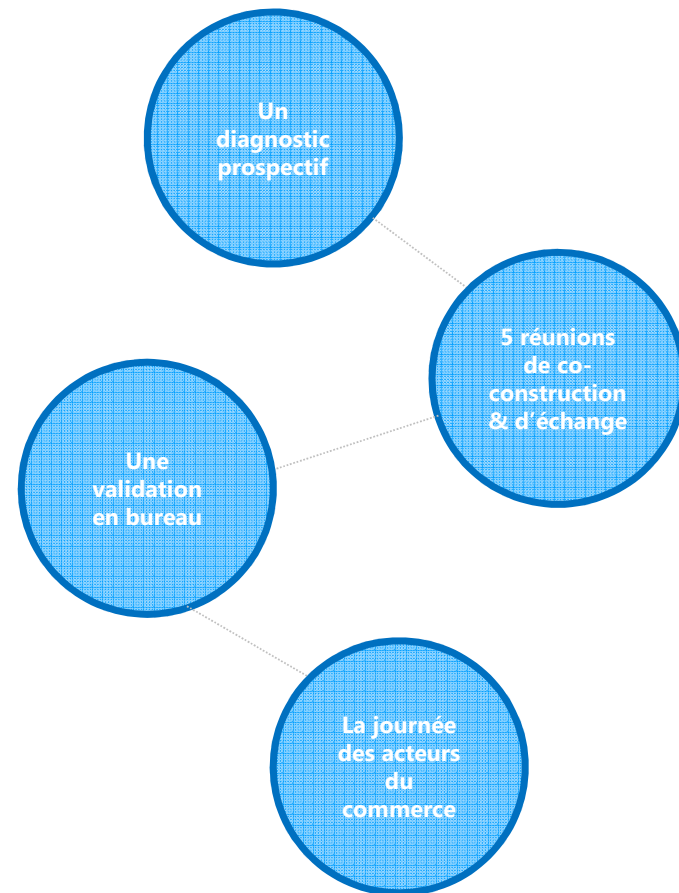 Un
diagnostic
prospectif
5 réunions
de co-
construction
& d’échange
Une
validation
en bureau
La journée
des acteurs
du
commerce